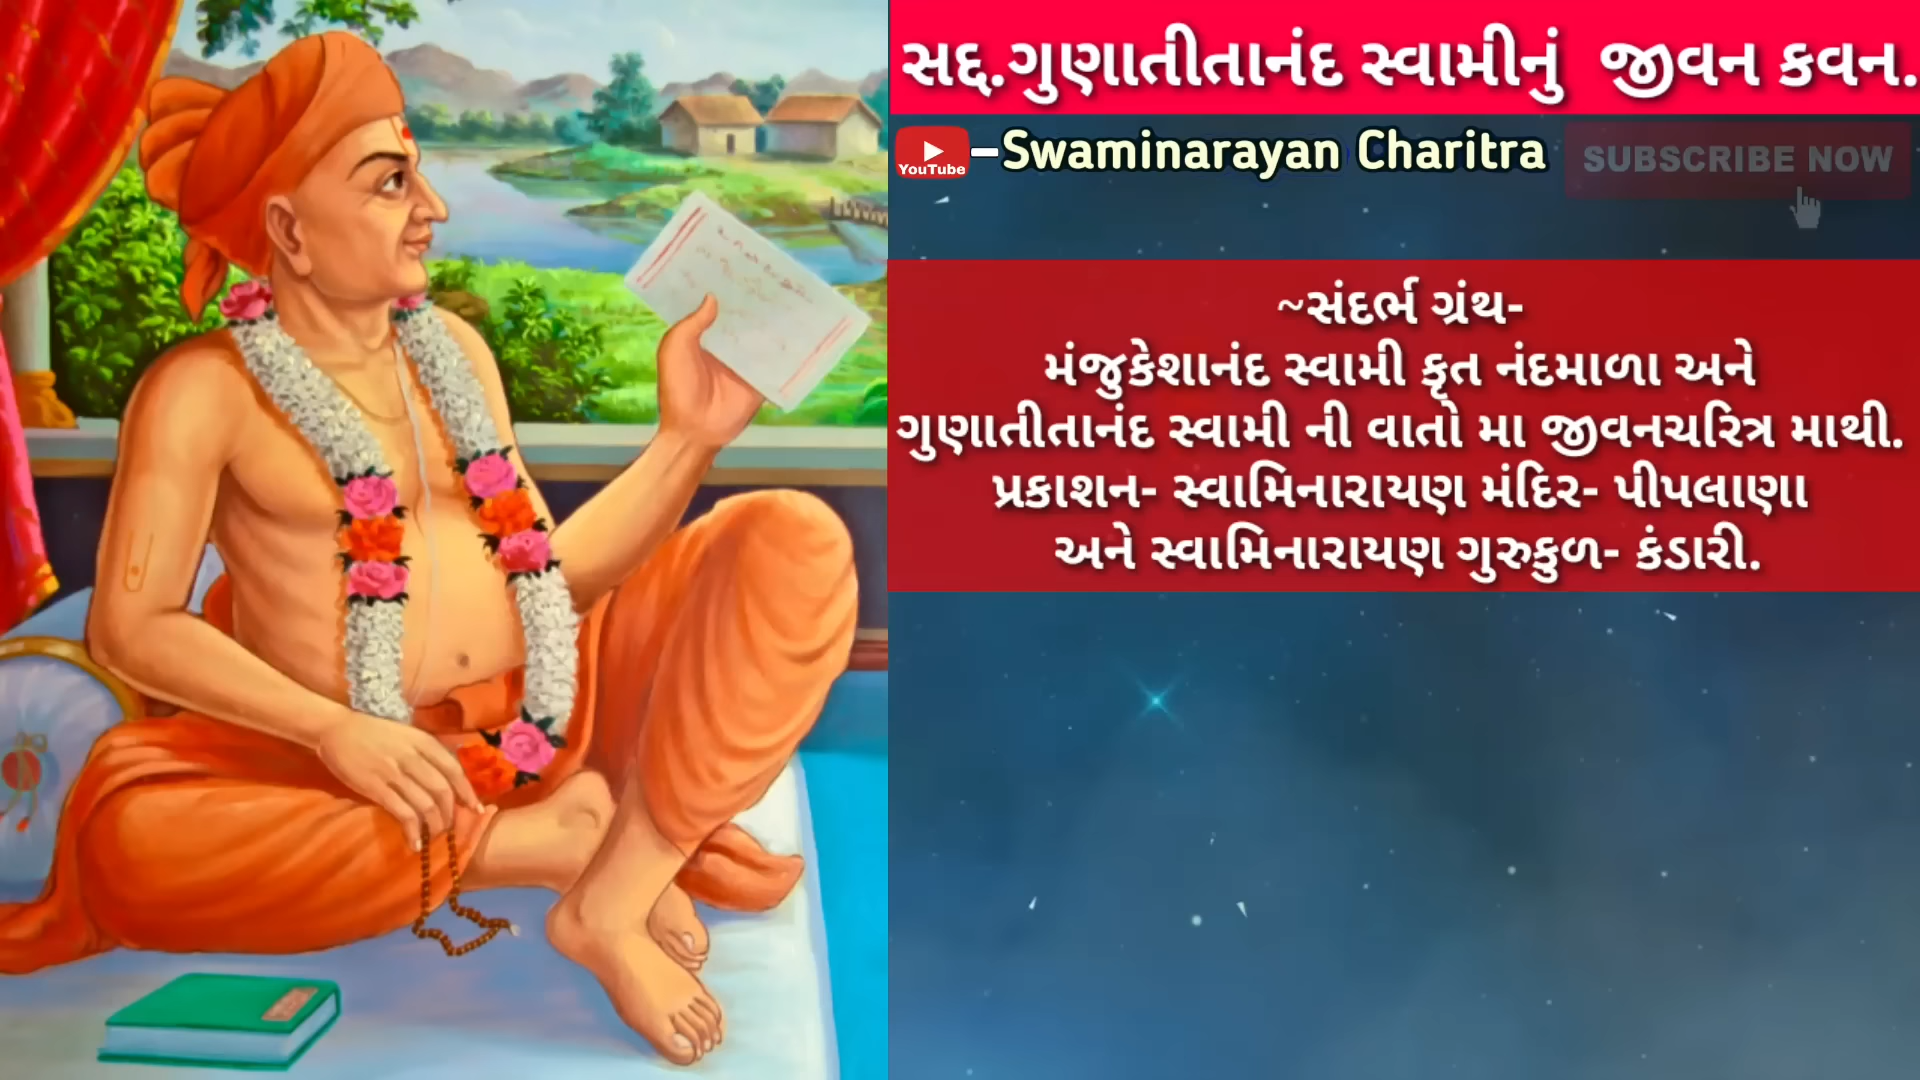 સદ્દ.ગુણાતીતાનંદ સ્વામીનું જીવન કવન.
YouTube
-Swaminarayan Charitra
SUBSCRIBE NOW
~સંદર્ભ ગ્રંથ-
મંજુકેશાનંદ સ્વામી કૃત નંદમાળા અને
ગુણાતીતાનંદ સ્વામી ની વાતો મા જીવનચરિત્ર માથી.
પ્રકાશન- સ્વામિનારાયણ મંદિર- પીપલાણા
અને સ્વામિનારાયણ ગુરુકુળ- કંડારી.